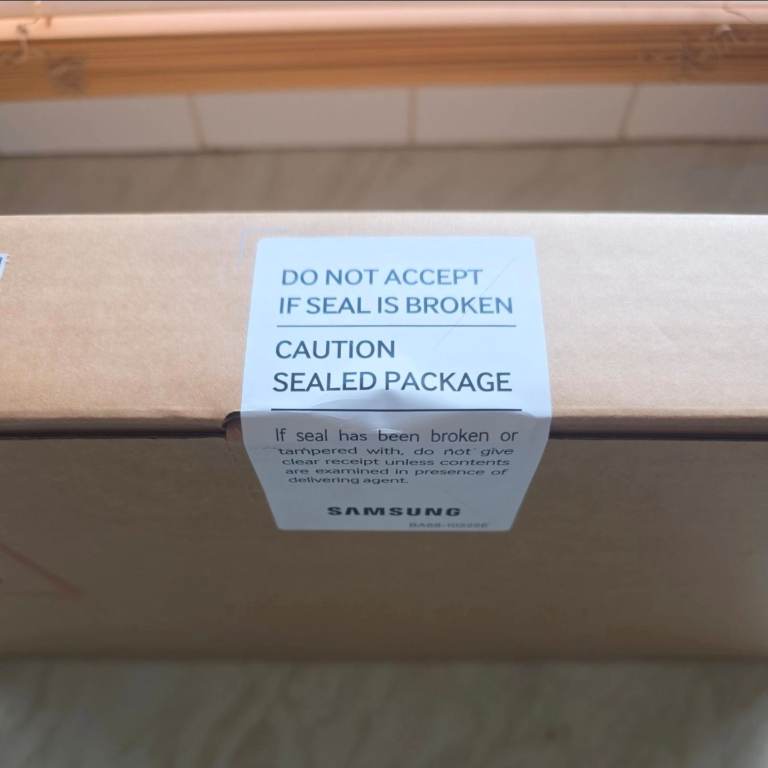 DO NOT ACCEPT
IF SEAL IS BROKEN
CAUTION
SEALED PACKAGE
If seal has been broken or
tampered with, do not give
clear receipt unless contents
are examined in presence of
delivering agent.
SAMSUNG